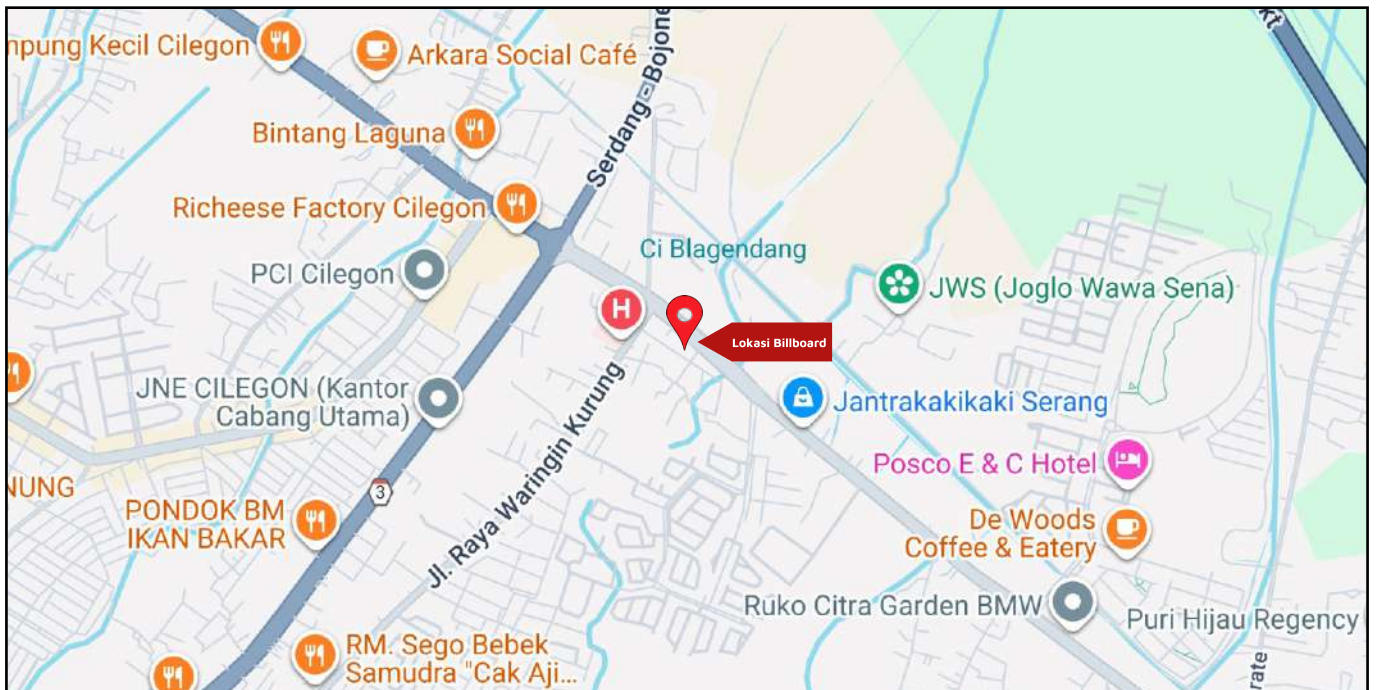 npung Kecil Cilegon
Arkara Social Café
Serdang - Bojone
kt
Bintang Laguna
Richeese Factory Cilegon
Ci Blagendang
PCI Cilegon
JWS (Joglo Wawa Sena)
H
Lokasi Billboard
JNE CILEGON (Kantor
Cabang Utama)
Jantrakakikaki Serang
Jl. Raya Waringin Kurung
Posco E & C Hotel
NUNG
3
PONDOK BM
IKAN BAKAR
De Woods
Coffee & Eatery
Ruko Citra Garden BMW
Puri Hijau Regency
RM. Sego Bebek
Samudra "Cak Aji...
rate